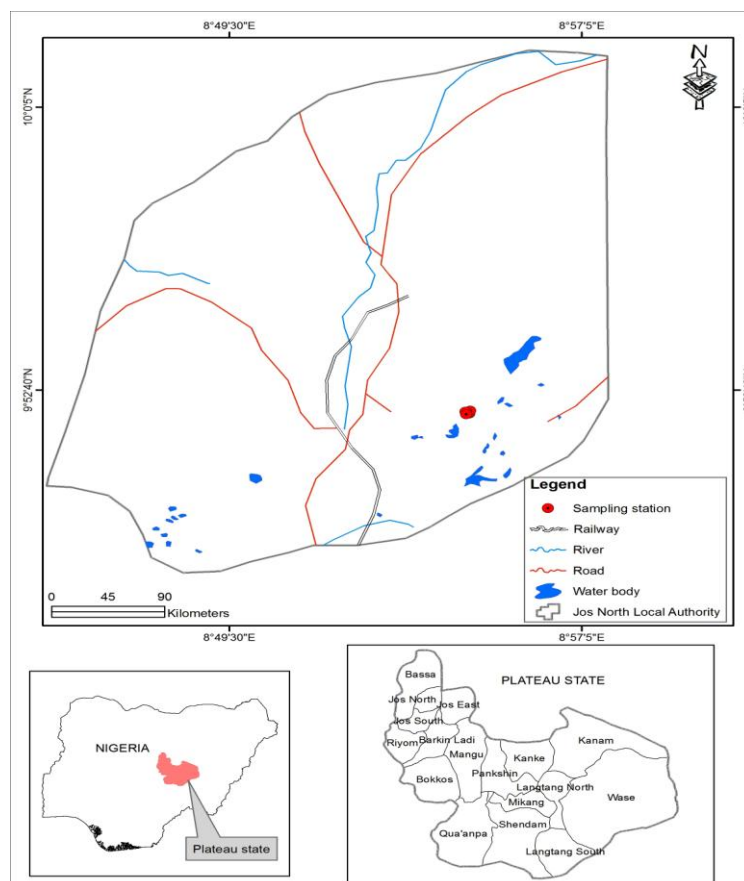 8°49'30"E
8°57'5"E
N
10°0'5"N
9°52'40"N
Legend
Sampling station
Railway
River
Road
Water body
Jos North Local Authority
0 45 90
Kilometers
8°49'30"E
8°57'5"E
NIGERIA
Plateau state
PLATEAU STATE
Bassa
Jos North
Jos East
Jos South
Riyom
Barkin Ladi
Mangu
Bokkos
Pankshin
Kanke
Kanam
Langtang North
Wase
Mikang
Shendam
Qua'anpa
Langtang South